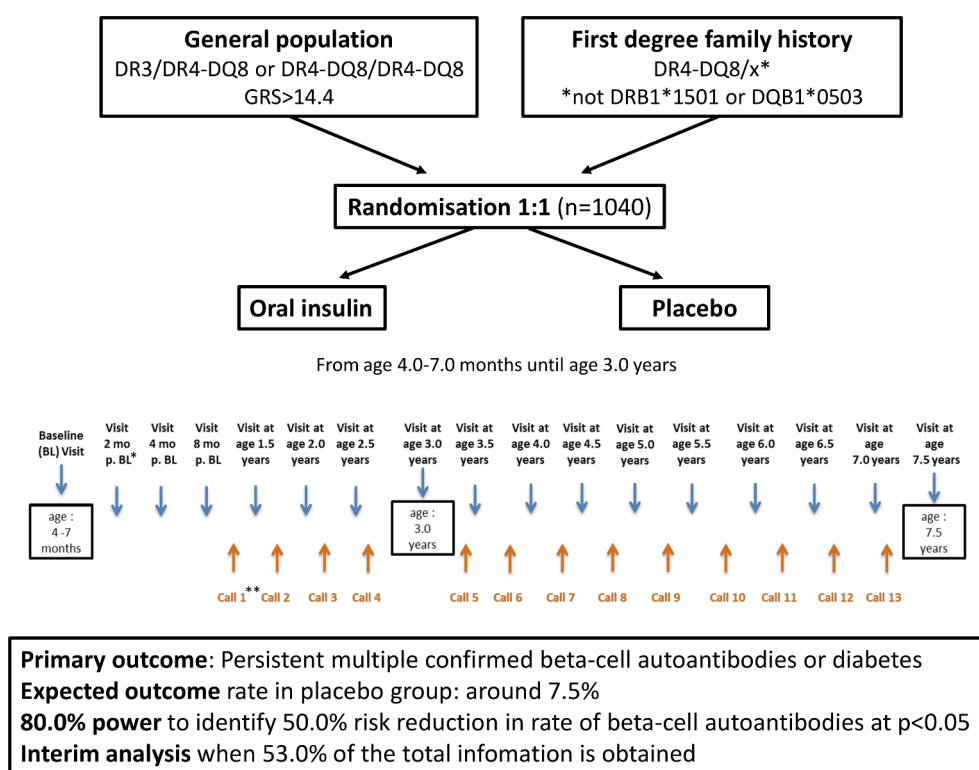 General population
DR3/DR4-DQ8 or DR4-DQ8/DR4-DQ8
GRS>14.4
First degree family history
DR4-DQ8/x*
*not DRB1*1501 or DQB1*0503
Randomisation 1:1 (n=1040)
Oral insulin
Placebo
From age 4.0-7.0 months until age 3.0 years
Baseline
(BL) Visit
Visit
2 mo
p. BL*
Visit
4 mo
p. BL
Visit
8 mo
p. BL
Visit at
age 1.5
years
Visit at
age 2.0
years
Visit at
age 2.5
years
Visit at
age 3.0
years
Visit at
age 3.5
years
Visit at
age 4.0
years
Visit at
age 4.5
years
Visit at
age 5.0
years
Visit at
age 5.5
years
Visit at
age 6.0
years
Visit at
age 6.5
years
Visit at
age
7.0 years
Visit at
age
7.5 years
age :
4 -7
months
age :
3.0
years
age :
7.5
years
Call 1**
Call 2
Call 3
Call 4
Call 5
Call 6
Call 7
Call 8
Call 9
Call 10
Call 11
Call 12
Call 13
Primary outcome: Persistent multiple confirmed beta-cell autoantibodies or diabetes
Expected outcome rate in placebo group: around 7.5%
80.0% power to identify 50.0% risk reduction in rate of beta-cell autoantibodies at p<0.05
Interim analysis when 53.0% of the total infomation is obtained